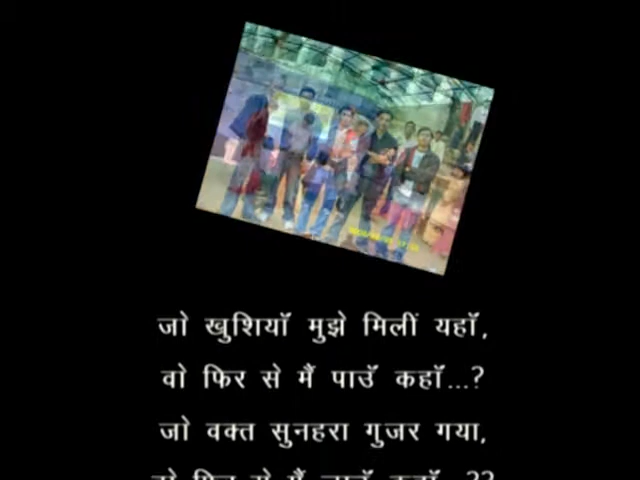 जो खुशियाँ मुझे मिलीं यहाँ,
वो फिर से मैं पाउँ कहाँ...?
जो वक्त सुनहरा गुजर गया,